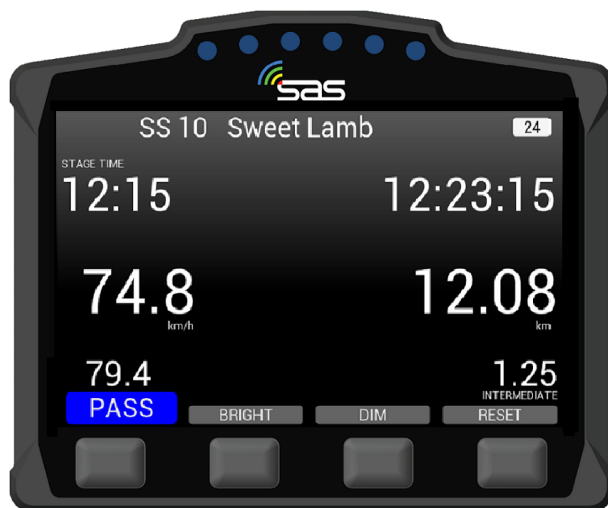 sas
SS 10 Sweet Lamb 24
STAGE TIME
12:15 12:23:15
74.8 12.08
km/h km
79.4 1.25
INTERMEDIATE
PASS BRIGHT DIM RESET